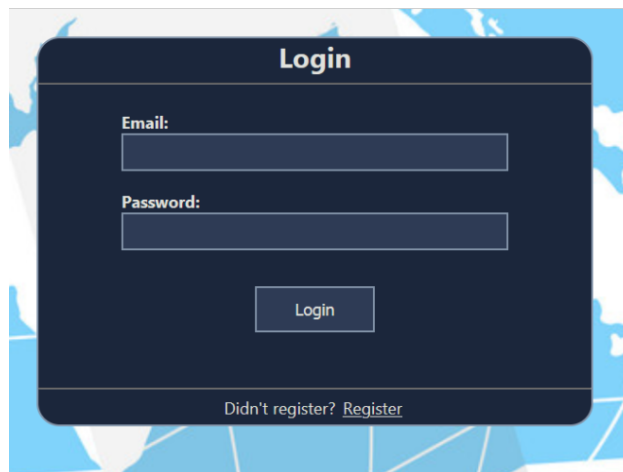 Login
Email:
Password:
Login
Didn't register? Register